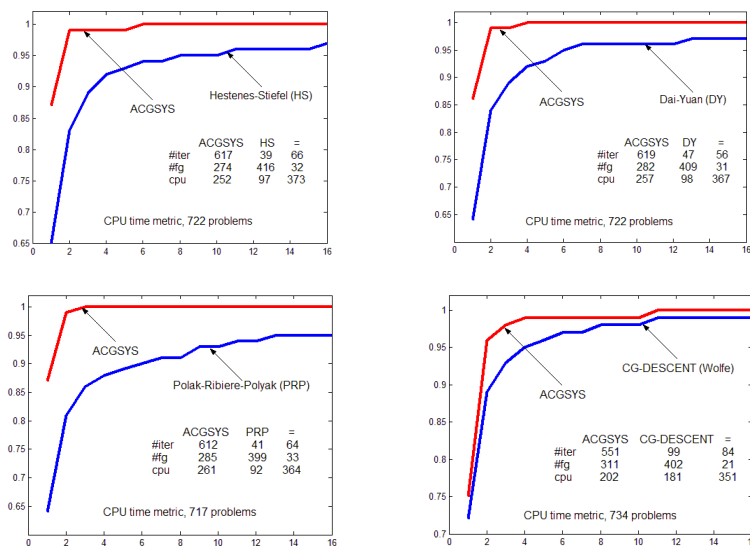 1
0.95
0.9
0.85
0.8
0.75
0.7
0.65
2 4 6 8 10 12 14 16
Hestenes-Stiefel (HS)
ACGSYS
ACGSYS HS =
#iter 617 39 66
#fg 274 416 32
cpu 252 97 373
CPU time metric, 722 problems
1
0.95
0.9
0.85
0.8
0.75
0.7
0.65
2 4 6 8 10 12 14 16
ACGSYS
Dai-Yuan (DY)
ACGSYS DY =
#iter 619 47 56
#fg 282 409 31
cpu 257 98 367
CPU time metric, 722 problems
1
0.95
0.9
0.85
0.8
0.75
0.7
0.65
0 2 4 6 8 10 12 14 16
ACGSYS
Polak-Ribiere-Polyak (PRP)
ACGSYS PRP =
#iter 612 41 64
#fg 285 399 33
cpu 261 92 364
CPU time metric, 717 problems
1
0.95
0.9
0.85
0.8
0.75
0.7
0 2 4 6 8 10 12 14 16
CG-DESCENT (Wolfe)
ACGSYS
ACGSYS CG-DESCENT =
#iter 551 99 84
#fg 311 402 21
cpu 202 181 351
CPU time metric, 734 problems